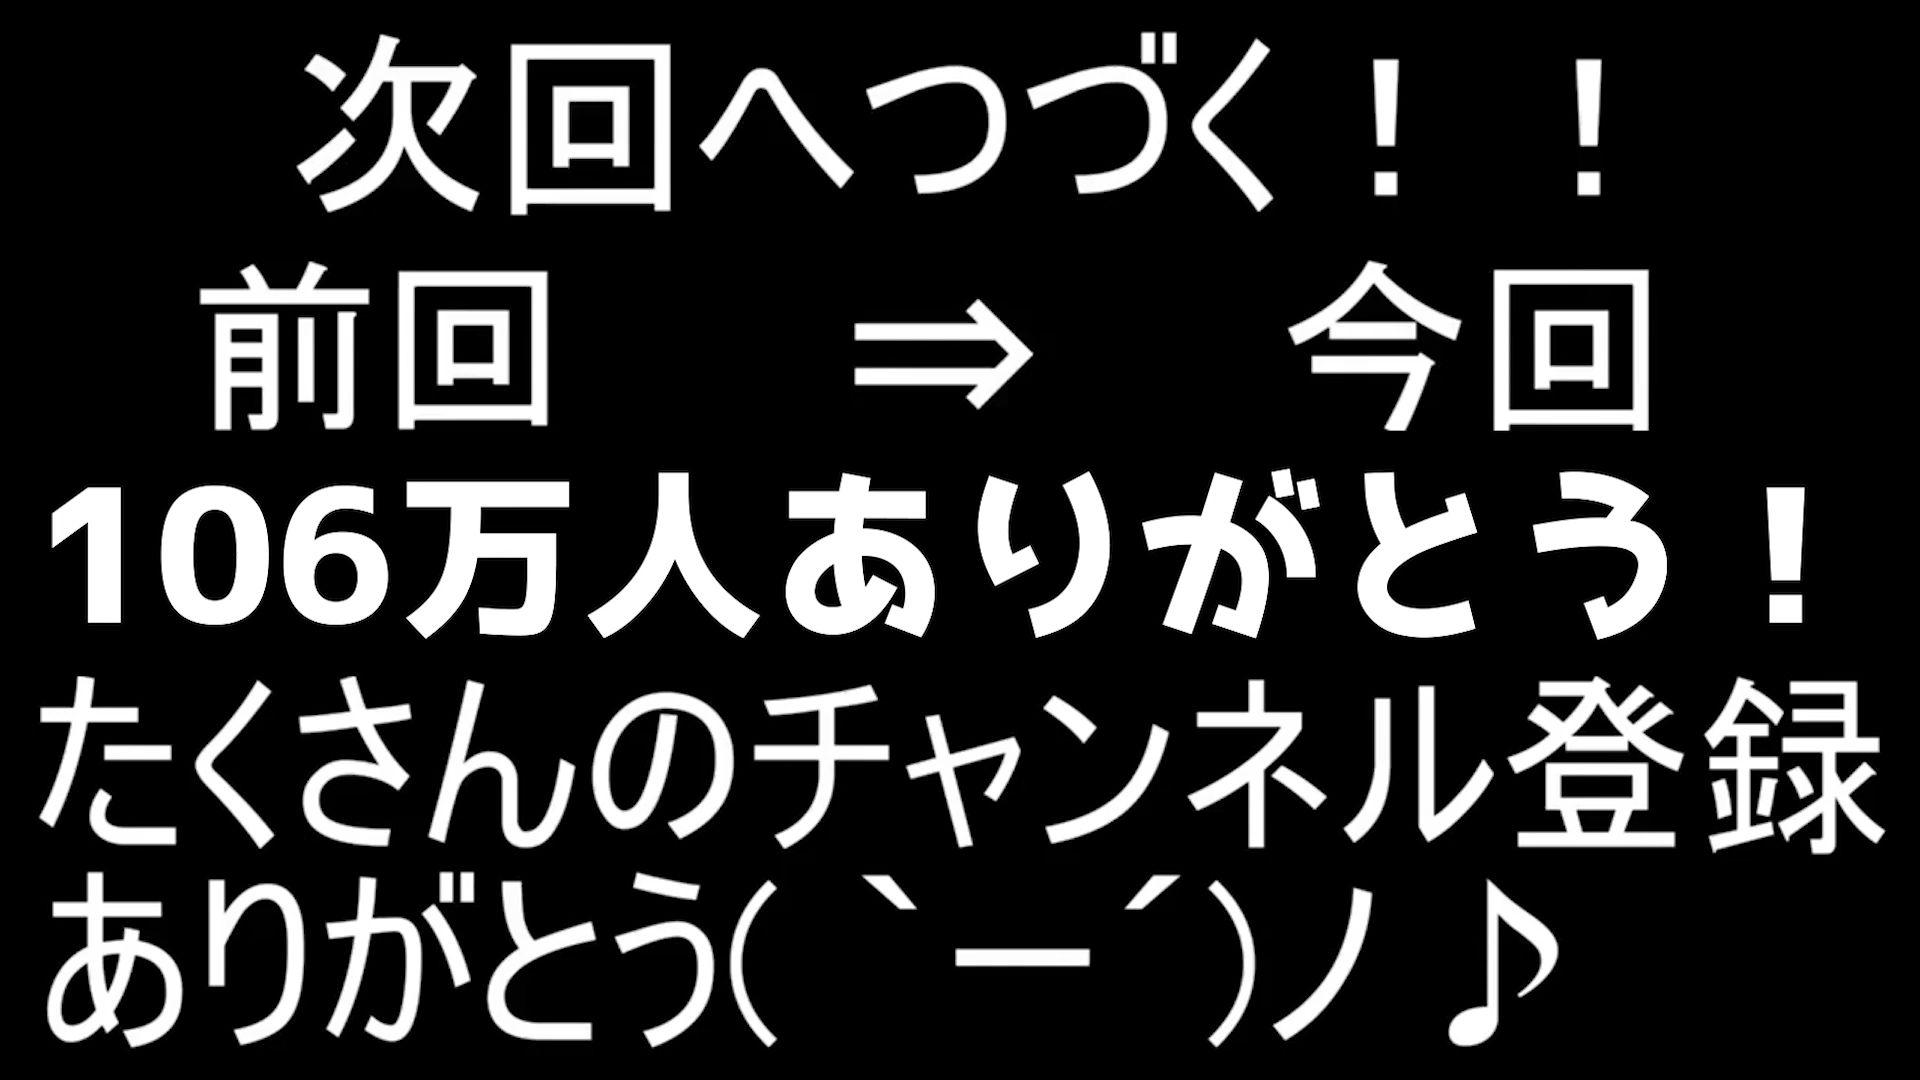 次回へつづく！！
前回　⇒　今回
106万人ありがとう！
たくさんのチャンネル登録
ありがとう( ｀ー´)ノ♪